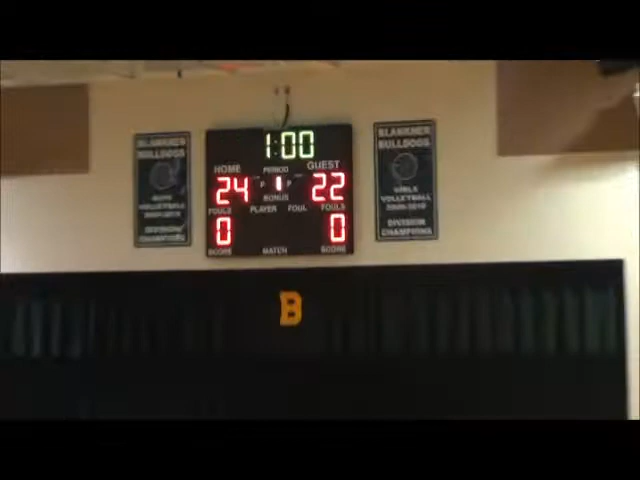 1:00
HOME
PERIOD
GUEST
24
P
1
P
22
BONUS
FOULS
PLAYER
FOUL
FOULS
0
0
SCORE
MATCH
SCORE
BLANKNER
BULLDOGS
VOLLEYBALL
DIVISION
CHAMPIONS
BLANKNER
BULLDOGS
GIRLS
VOLLEYBALL
DIVISION
CHAMPIONS
B